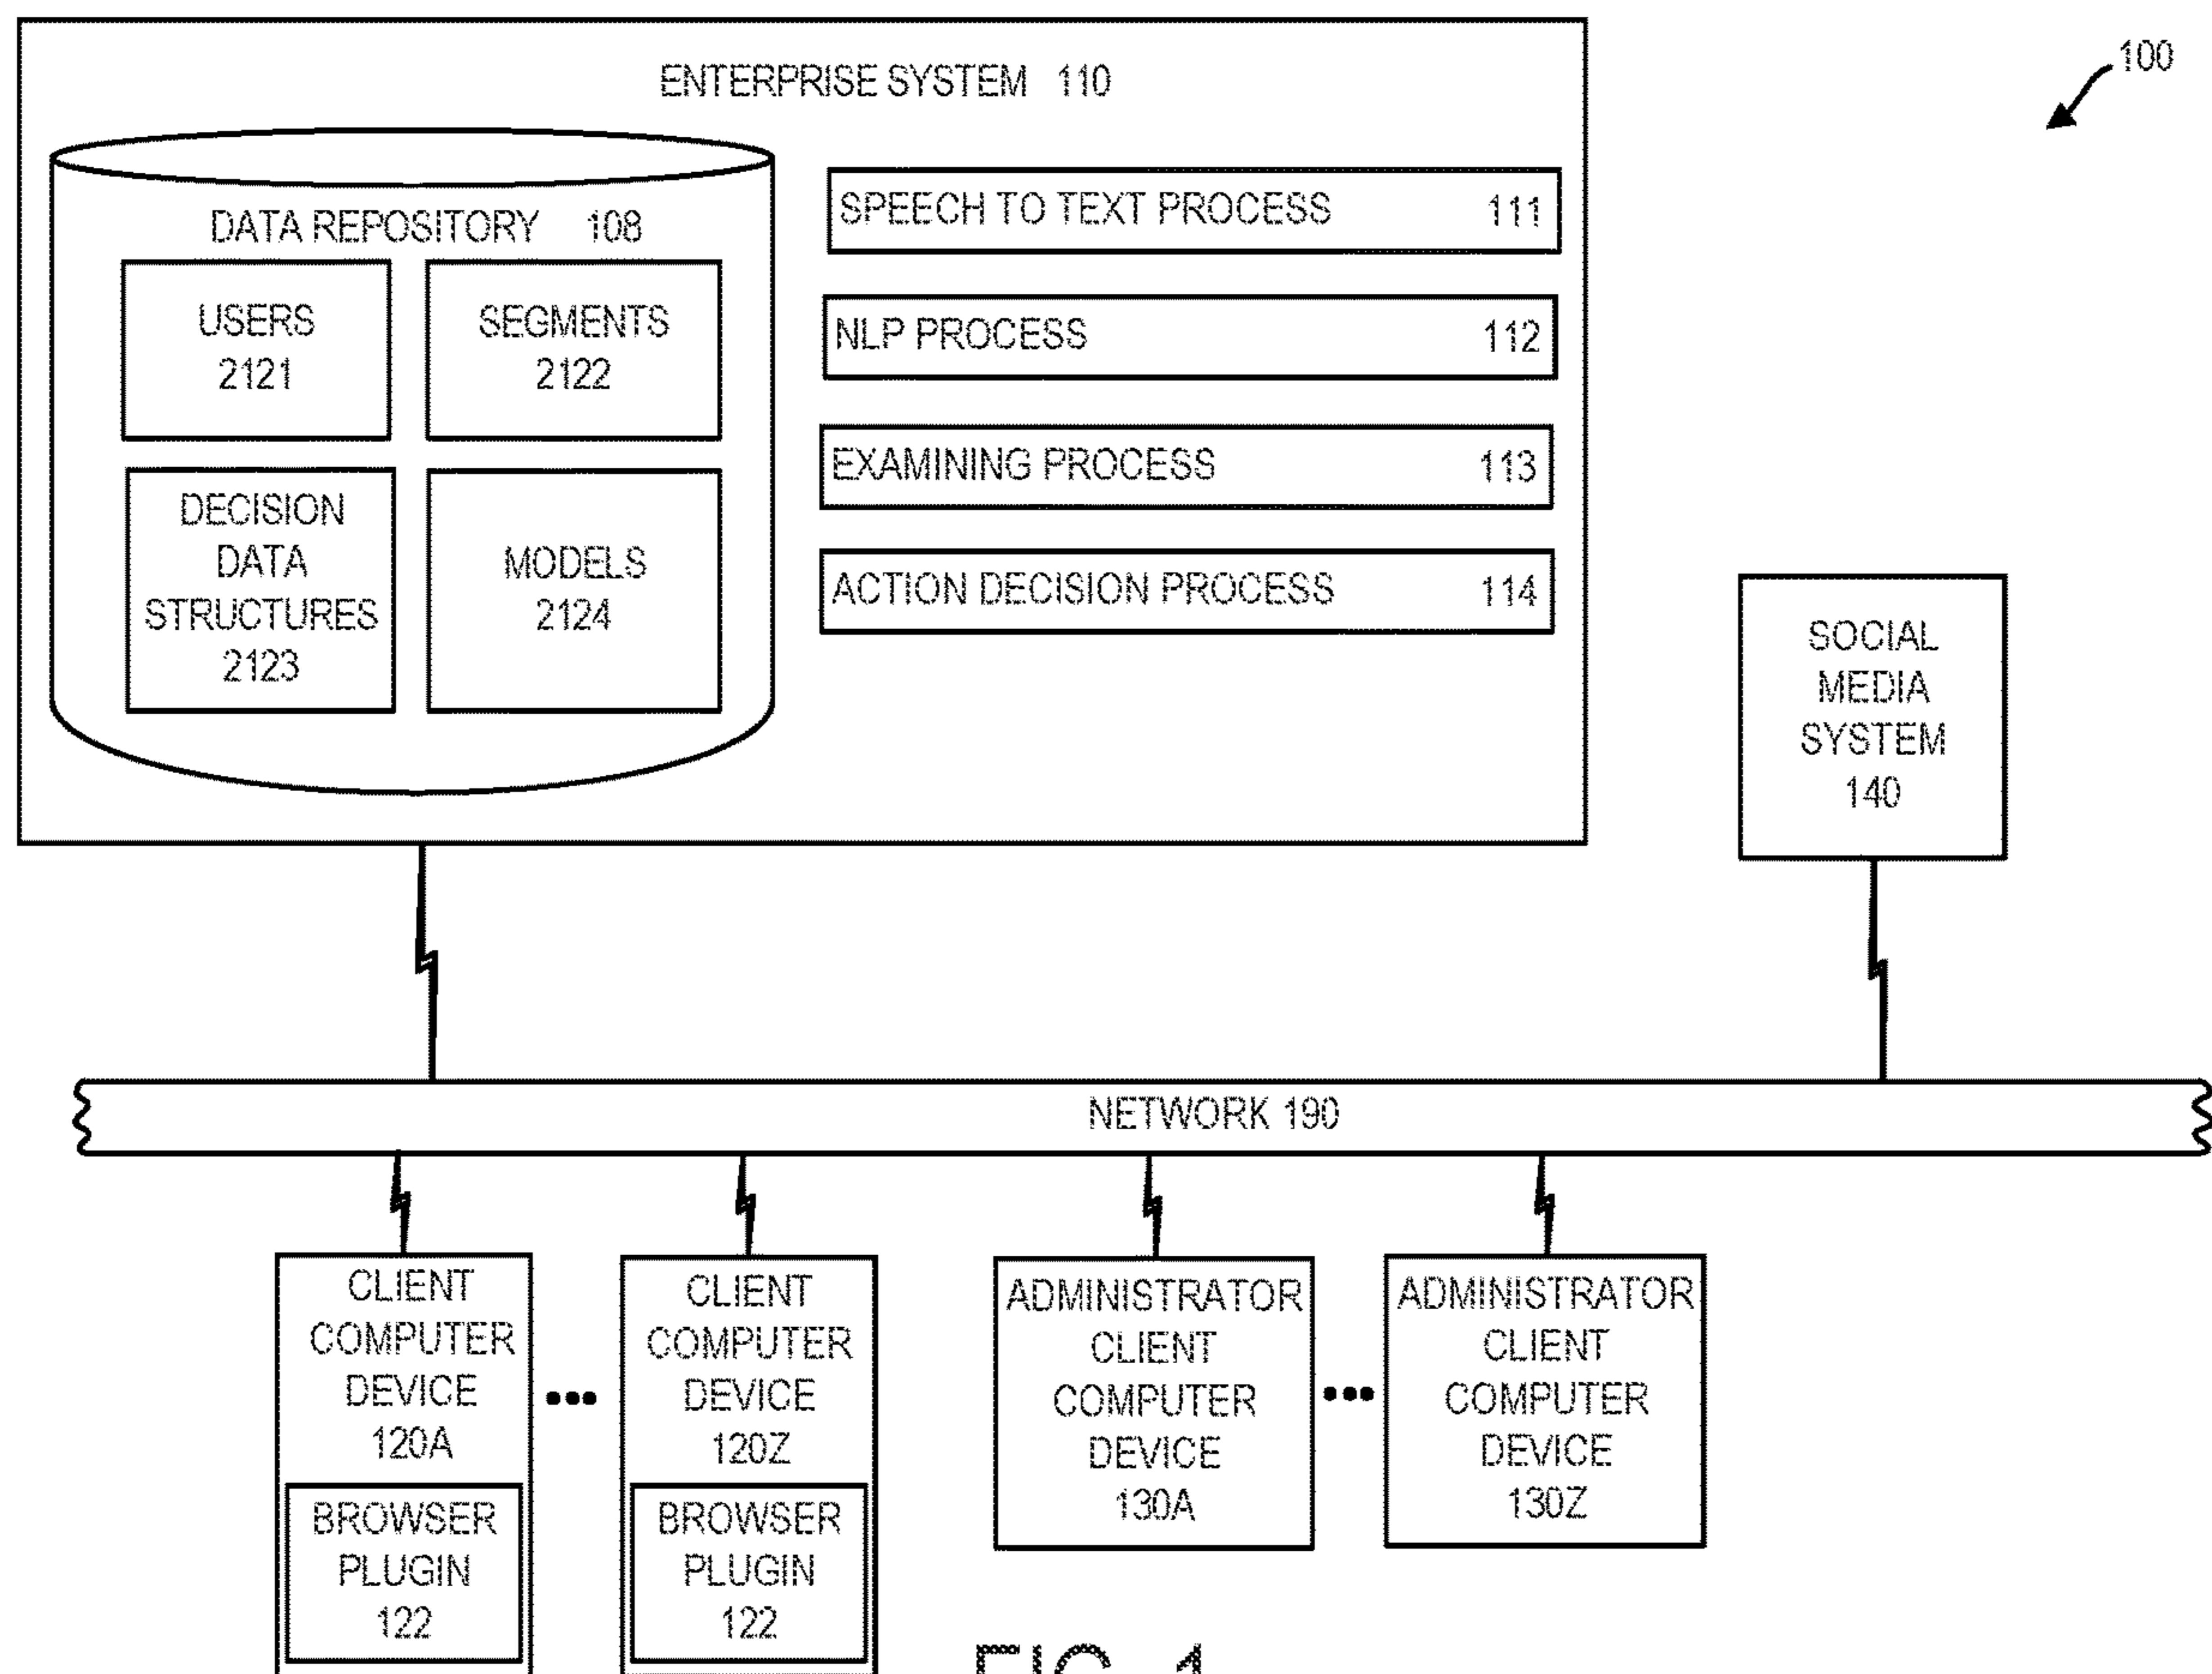 100
ENTERPRISE SYSTEM 110
DATA REPOSITORY 108
USERS
2121
SEGMENTS
2122
DECISION
DATA
STRUCTURES
2123
MODELS
2124
SPEECH TO TEXT PROCESS 111
NLP PROCESS 112
EXAMINING PROCESS 113
ACTION DECISION PROCESS 114
SOCIAL
MEDIA
SYSTEM
140
NETWORK 190
CLIENT
COMPUTER
DEVICE
120A
BROWSER
PLUGIN
122
•••
CLIENT
COMPUTER
DEVICE
120Z
BROWSER
PLUGIN
122
ADMINISTRATOR
CLIENT
COMPUTER
DEVICE
130A
•••
ADMINISTRATOR
CLIENT
COMPUTER
DEVICE
130Z
FIG. 1